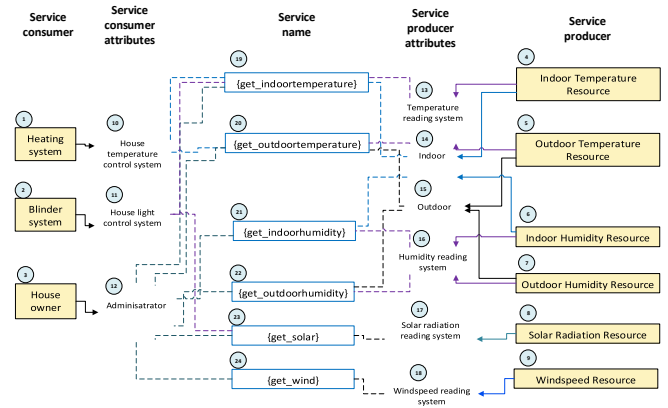 Service
consumer
Service
consumer
attributes
Service
name
Service
producer
attributes
Service
producer
1
Heating
system
2
Blinder
system
3
House
owner
10
House
temperature
control system
11
House light
control system
12
Adminisatrator
19
{get_indoortemperature}
20
{get_outdoortemperature}
21
{get_indoorhumidity}
22
{get_outdoorhumidity}
23
{get_solar}
24
{get_wind}
13
Temperature
reading system
14
Indoor
15
Outdoor
16
Humidity reading
system
17
Solar radiation
reading system
18
Windspeed reading
system
4
Indoor Temperature
Resource
5
Outdoor Temperature
Resource
6
Indoor Humidity Resource
7
Outdoor Humidity Resource
8
Solar Radiation Resource
9
Windspeed Resource